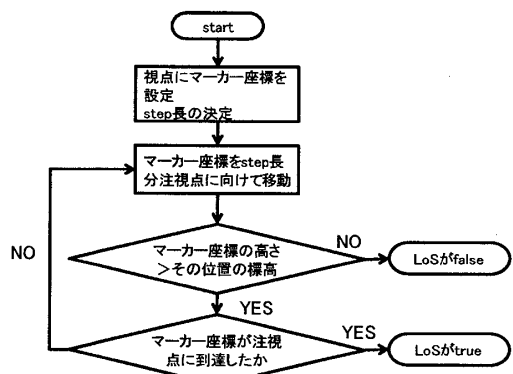 start
視点にマーカー座標を
設定
step長の決定
マーカー座標をstep長
分注視点に向けて移動
NO
マーカー座標の高さ
＞その位置の標高
NO
LoSがfalse
YES
マーカー座標が注視
点に到達したか
YES
LoSがtrue